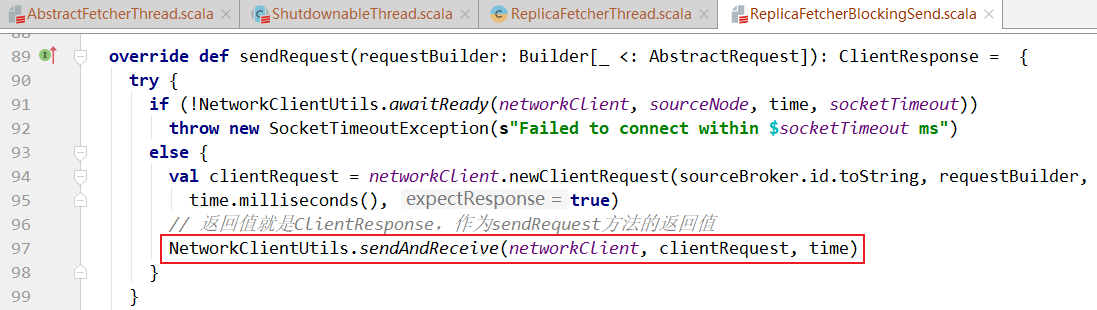 AbstractFetcherThread.scala ShutdownableThread.scala ReplicaFetcherThread.scala ReplicaFetcherBlockingSend.scala
89 override def sendRequest(requestBuilder: Builder[_ <: AbstractRequest]): ClientResponse = {
90 try {
91 if (!NetworkClientUtils.awaitReady(networkClient, sourceNode, time, socketTimeout))
92 throw new SocketTimeoutException(s"Failed to connect within $socketTimeout ms")
93 else {
94 val clientRequest = networkClient.newClientRequest(sourceBroker.id.toString, requestBuilder,
95 time.milliseconds(), expectResponse = true)
96 // 返回值就是ClientResponse，作为sendRequest方法的返回值
97 NetworkClientUtils.sendAndReceive(networkClient, clientRequest, time)
98 }
99 }